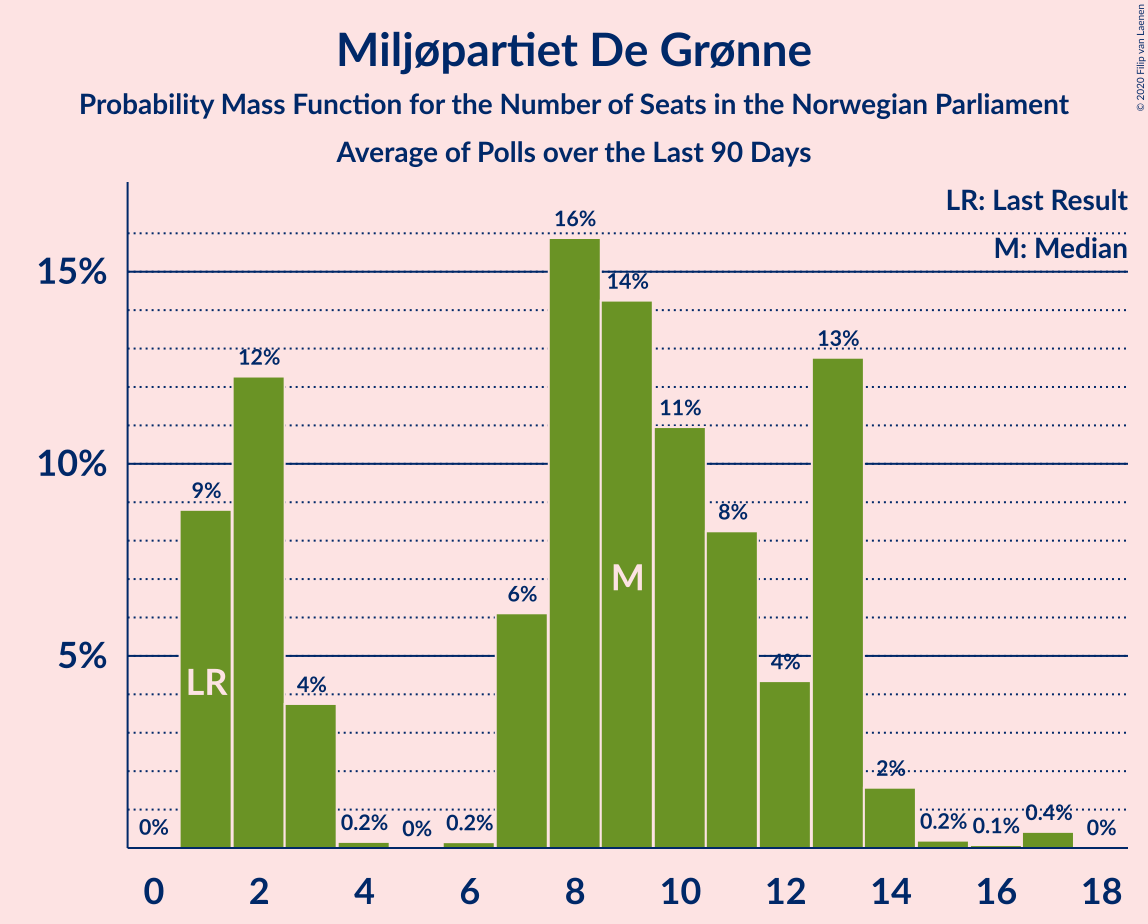 Miljøpartiet De Grønne
Probability Mass Function for the Number of Seats in the Norwegian Parliament
Average of Polls over the Last 90 Days
© 2020 Filip van Laenen
LR: Last Result
M: Median
15%
10%
5%
0%
9%
12%
4%
0.2%
0%
0.2%
6%
16%
14%
11%
8%
4%
13%
2%
0.2%
0.1%
0.4%
0%
LR
M
0 2 4 6 8 10 12 14 16 18